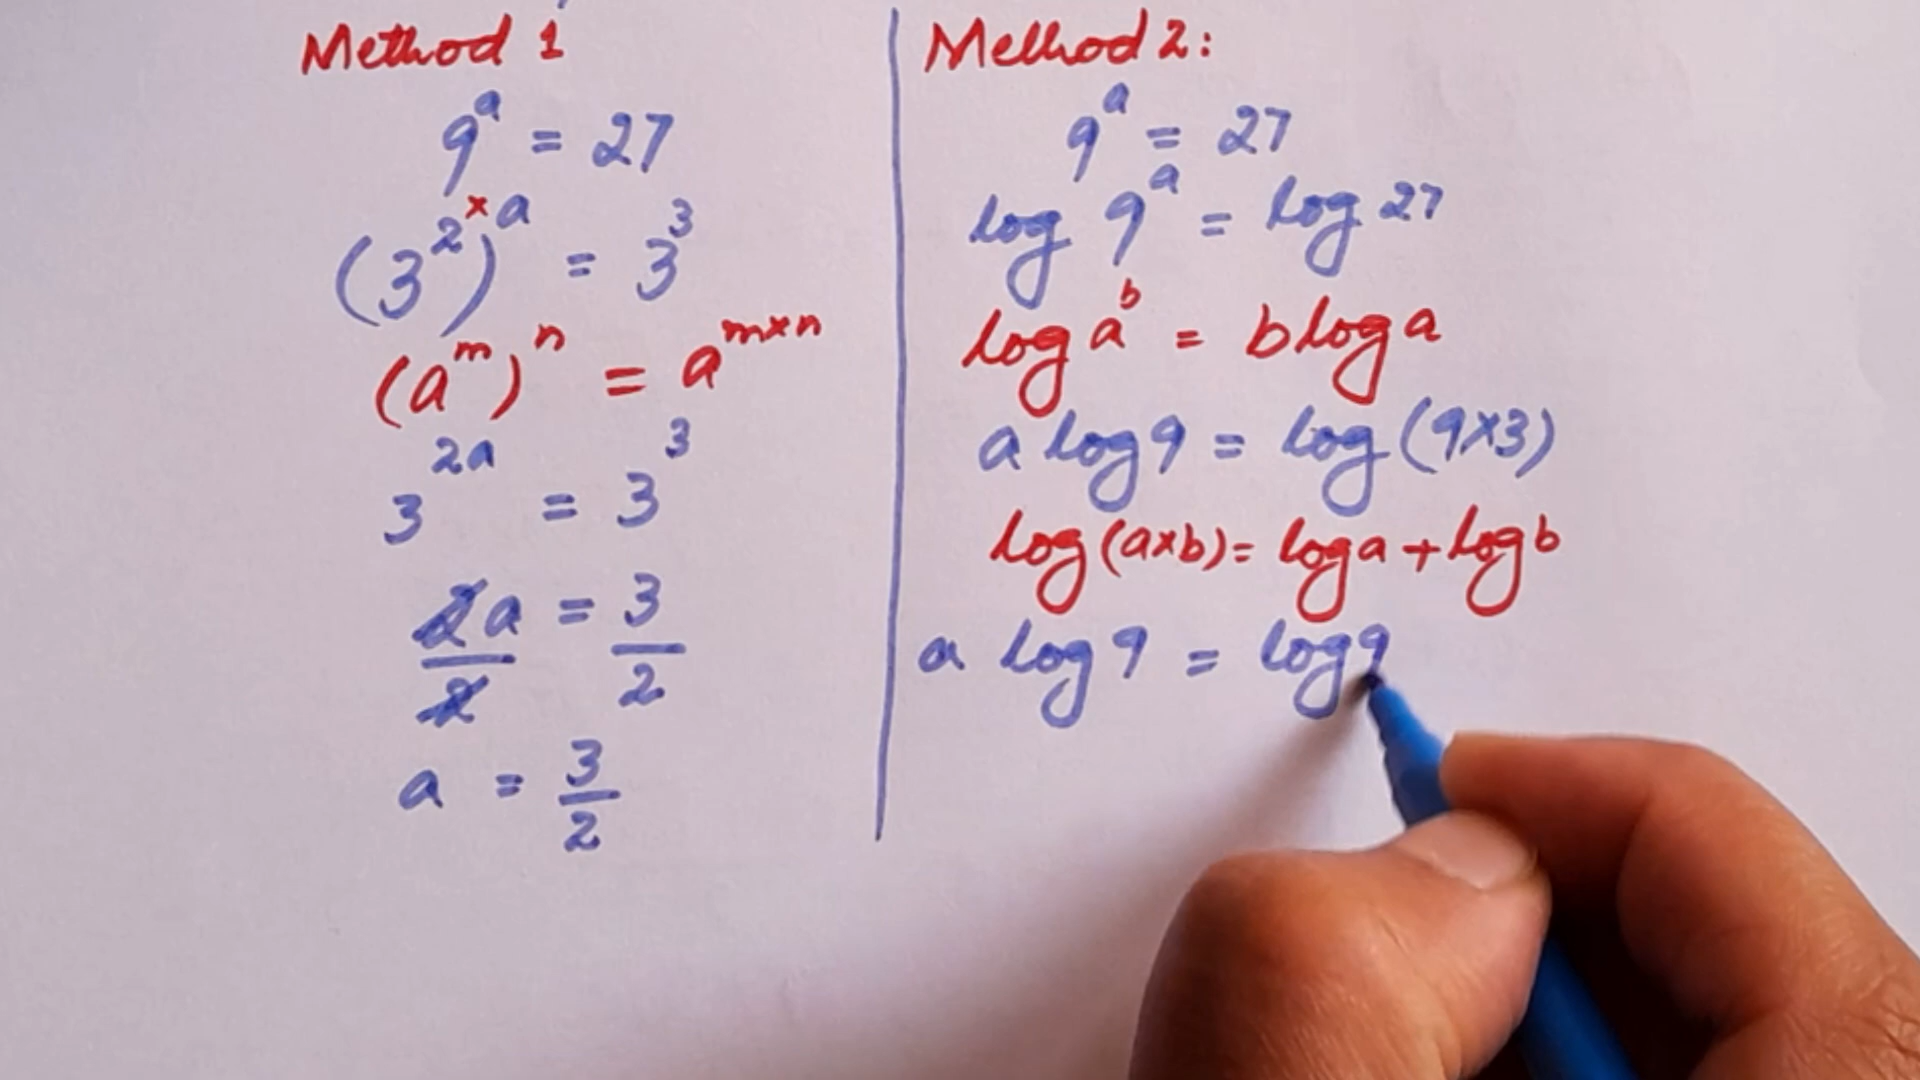 Method 1
9^a = 27
(3^2)^×a = 3^3
(a^m)^n = a^m×n
3^2a = 3^3
2a/2 = 3/2
a = 3/2
Method 2:
9^a = 27
log 9^a = log 27
log a^b = b log a
a log 9 = log (9×3)
log (a×b) = log a + log b
a log 9 = log 9